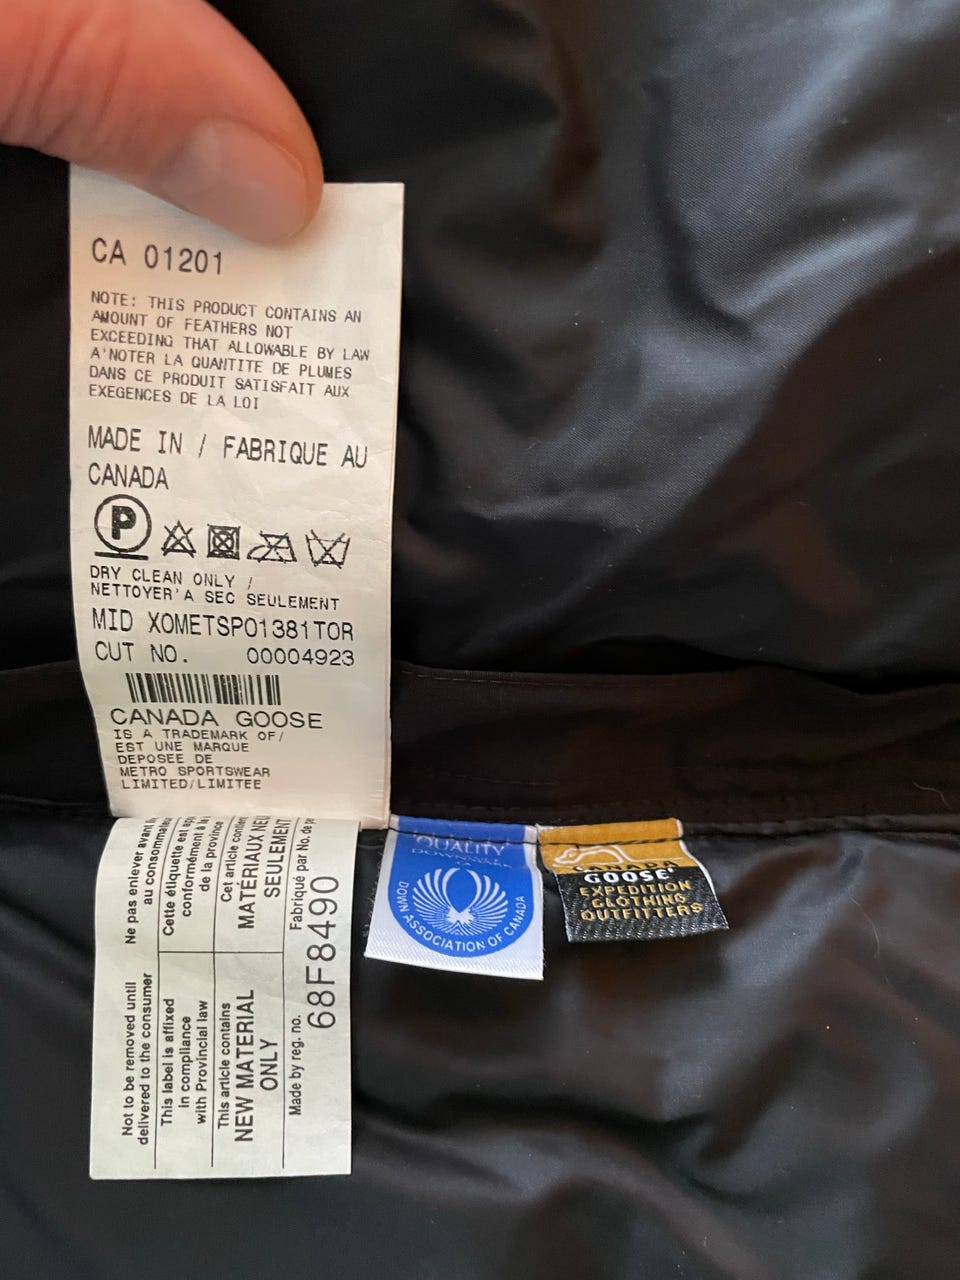 CA 01201
NOTE: THIS PRODUCT CONTAINS AN
AMOUNT OF FEATHERS NOT
EXCEEDING THAT ALLOWABLE BY LAW
A'NOTER LA QUANTITE DE PLUMES
DANS CE PRODUIT SATISFAIT AUX
EXEGENCES DE LA LOI
MADE IN / FABRIQUE AU
CANADA
P
DRY CLEAN ONLY /
NETTOYER'A SEC SEULEMENT
MID XOMETSPO1381TOR
CUT NO. 00004923
CANADA GOOSE
IS A TRADEMARK OF/
EST UNE MARQUE
DEPOSEE DE
METRO SPORTSWEAR
LIMITED/LIMITEE
Not to be removed until
delivered to the consumer
Ne pas enlever avant
au consommateu
This label is affixed
in compliance
with Provincial law
Cette étiquette est ap
conformément à la
de la province
This article contains
NEW MATERIAL
ONLY
Cet article contien
MATÉRIAUX NEU
SEULEMENT
Made by reg. no.
Fabriqué par No. de p
68F8490
QUALITY
DOWN ASSOCIATION OF CANADA
GOOSE
EXPEDITION
CLOTHING
OUTFITTERS